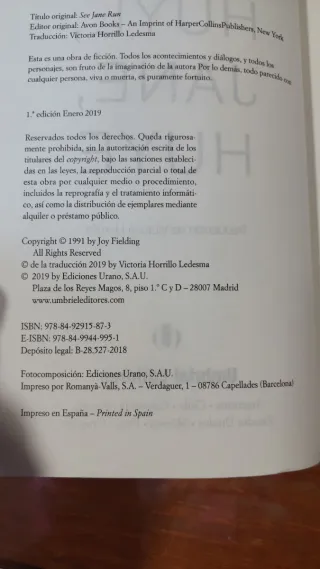 Título original: See Jane Run
Editor original: Avon Books – An Imprint of HarperCollinsPublishers, New York
Traducción: Victoria Horrillo Ledesma
Esta es una obra de ficción. Todos los acontecimientos y diálogos, y todos los
personajes, son fruto de la imaginación de la autora Por lo demás, todo parecido con
cualquier persona, viva o muerta, es puramente fortuito.
1.ª edición Enero 2019
Reservados todos los derechos. Queda rigurosa-
mente prohibida, sin la autorización escrita de los
titulares del copyright, bajo las sanciones estableci-
das en las leyes, la reproducción parcial o total de
esta obra por cualquier medio o procedimiento,
incluidos la reprografía y el tratamiento informáti-
co, así como la distribución de ejemplares mediante
alquiler o préstamo público.
Copyright © 1991 by Joy Fielding
All Rights Reserved
© de la traducción 2019 by Victoria Horrillo Ledesma
© 2019 by Ediciones Urano, S.A.U.
Plaza de los Reyes Magos, 8, piso 1.º C y D – 28007 Madrid
www.umbrieleditores.com
ISBN: 978-84-92915-87-3
E-ISBN: 978-84-9944-995-1
Depósito legal: B-28.527-2018
Fotocomposición: Ediciones Urano, S.A.U.
Impreso por Romanyà-Valls, S.A. – Verdaguer, 1 – 08786 Capellades (Barcelona)
Impreso en España – Printed in Spain